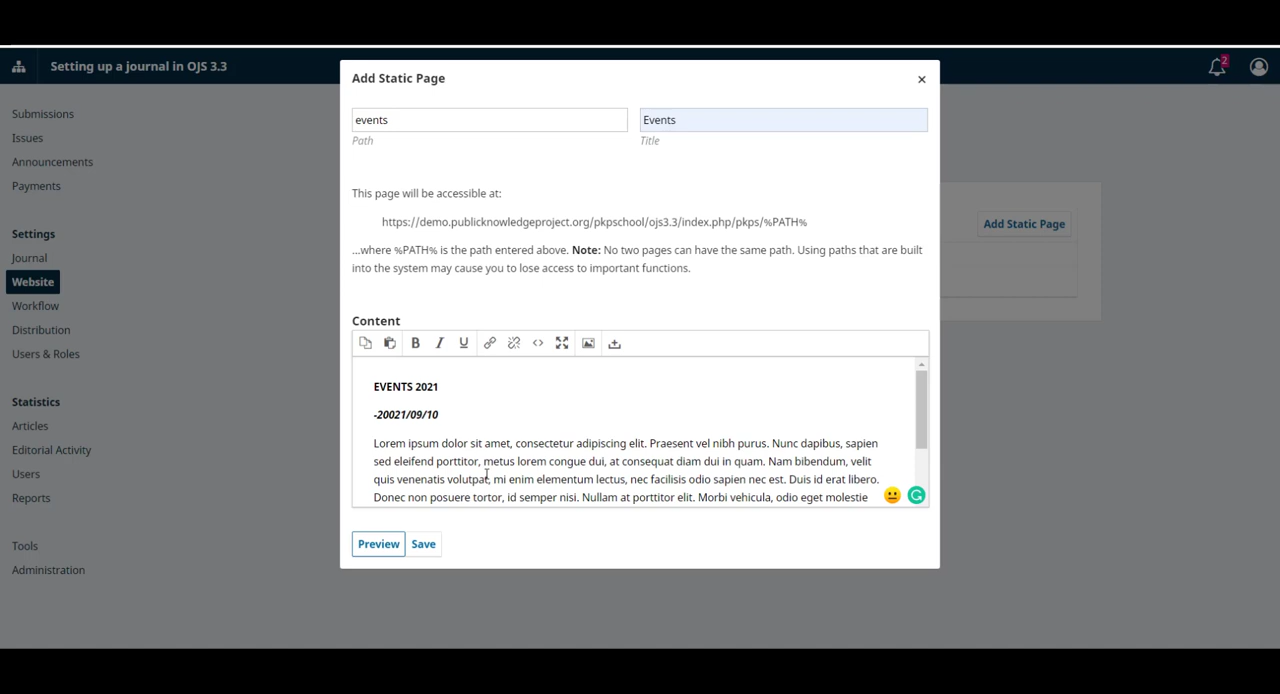 Setting up a journal in OJS 3.3
2
Submissions
Issues
Announcements
Payments
Settings
Journal
Website
Workflow
Distribution
Users & Roles
Statistics
Articles
Editorial Activity
Users
Reports
Tools
Administration
Add Static Page
×
events
Events
Path
Title
This page will be accessible at:
https://demo.publicknowledgeproject.org/pkpschool/ojs3.3/index.php/pkps/%PATH%
...where %PATH% is the path entered above. Note: No two pages can have the same path. Using paths that are built
into the system may cause you to lose access to important functions.
Content
B I U
EVENTS 2021
-20021/09/10
Lorem ipsum dolor sit amet, consectetur adipiscing elit. Praesent vel nibh purus. Nunc dapibus, sapien
sed eleifend porttitor, metus lorem congue dui, at consequat diam dui in quam. Nam bibendum, velit
quis venenatis volutpat, mi enim elementum lectus, nec facilisis odio sapien nec est. Duis id erat libero.
Donec non posuere tortor, id semper nisi. Nullam at porttitor elit. Morbi vehicula, odio eget molestie
Preview
Save
Add Static Page